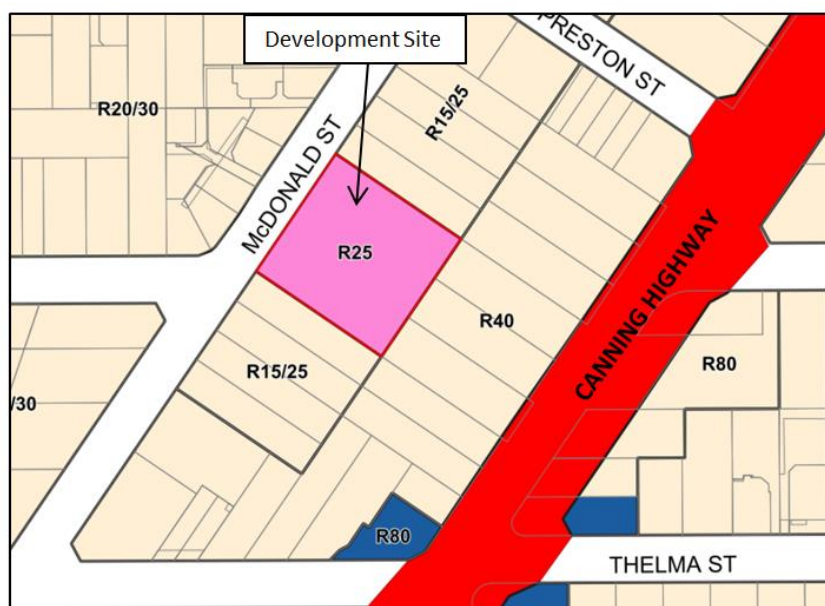 Development Site
PRESTON ST
R20/30
R15/25
McDONALD ST
R25
R40
CANNING HIGHWAY
R15/25
R80
/30
R80
THELMA ST